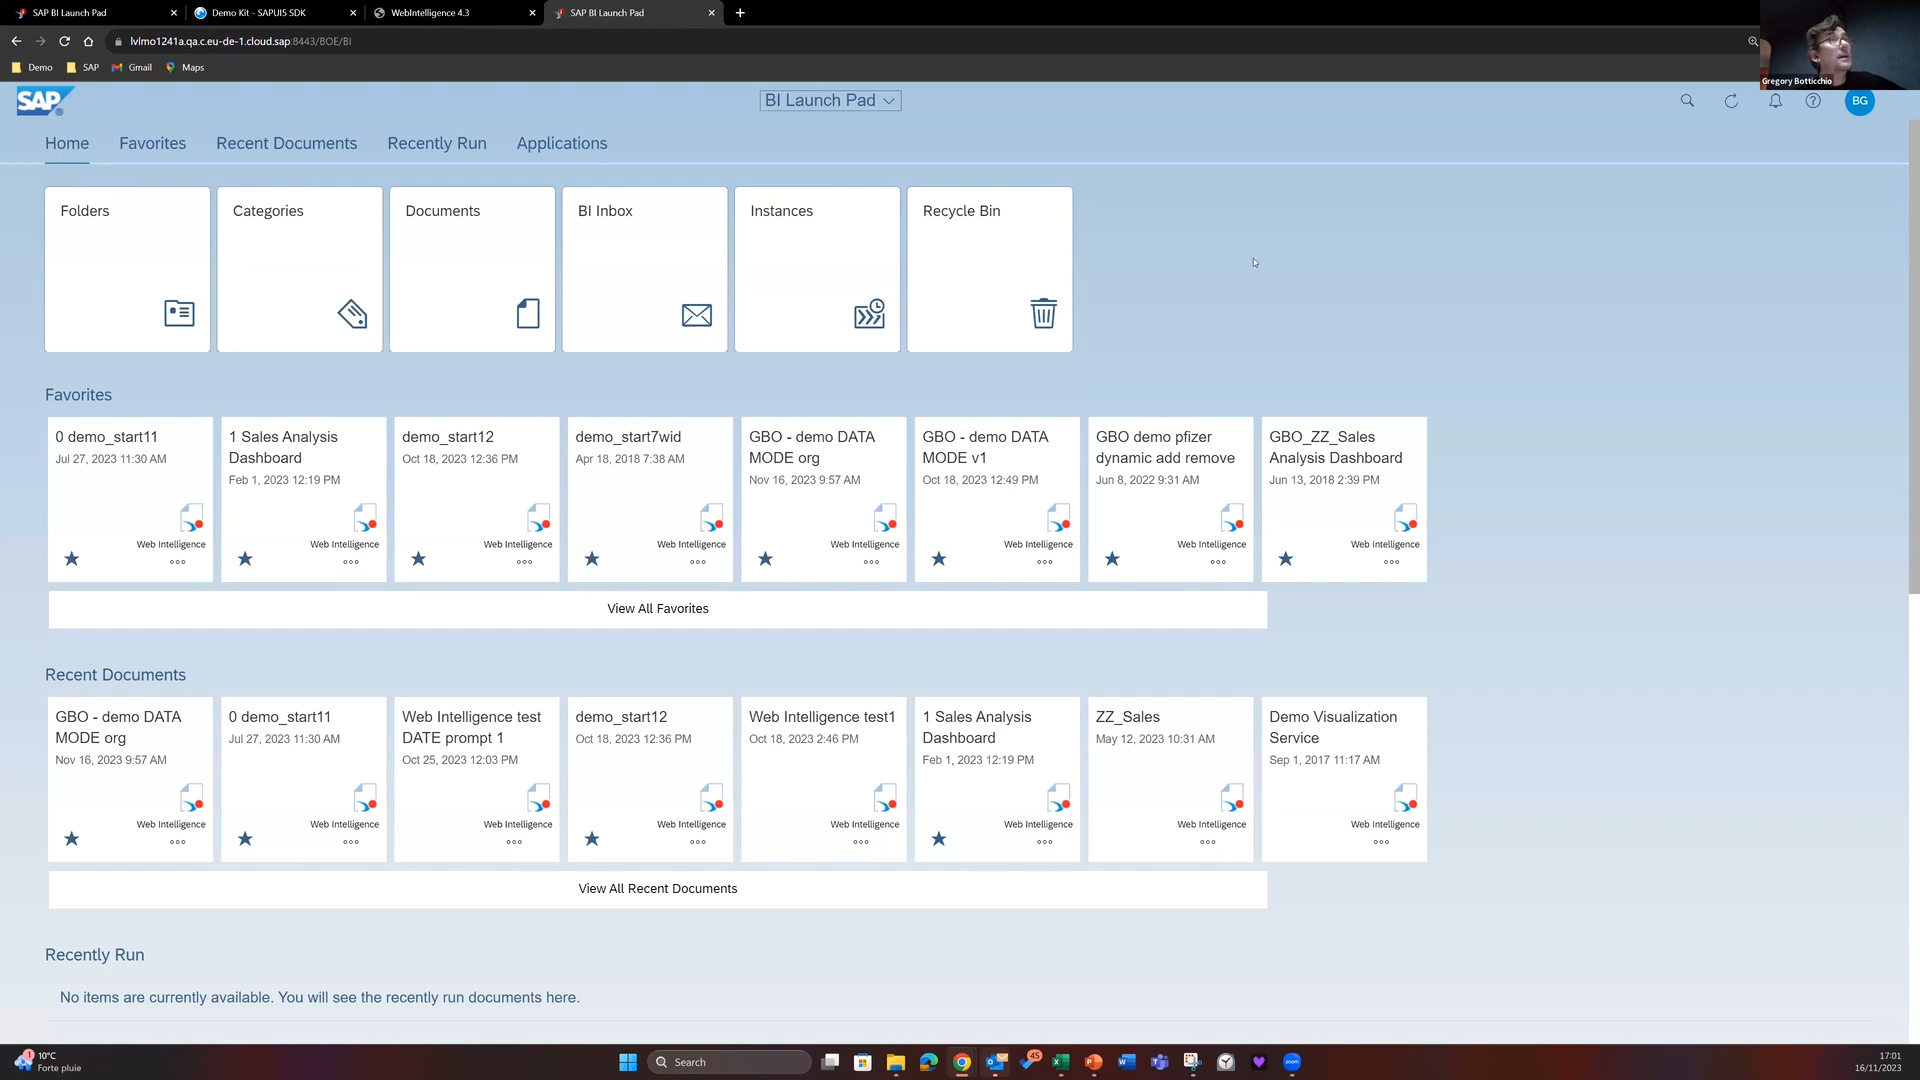 SAP BI Launch Pad
Demo Kit - SAPUI5 SDK
WebIntelligence 4.3
SAP BI Launch Pad
lvlmo1241a.qa.c.eu-de-1.cloud.sap:8443/BOE/BI
Demo
SAP
Gmail
Maps
Gregory Botticchio
SAP
BI Launch Pad
BG
Home
Favorites
Recent Documents
Recently Run
Applications
Folders
Categories
Documents
BI Inbox
Instances
Recycle Bin
Favorites
0 demo_start11
Jul 27, 2023 11:30 AM
Web Intelligence
1 Sales Analysis
Dashboard
Feb 1, 2023 12:19 PM
Web Intelligence
demo_start12
Oct 18, 2023 12:36 PM
Web Intelligence
demo_start7wid
Apr 18, 2018 7:38 AM
Web Intelligence
GBO - demo DATA
MODE org
Nov 16, 2023 9:57 AM
Web Intelligence
GBO - demo DATA
MODE v1
Oct 18, 2023 12:49 PM
Web Intelligence
GBO demo pfizer
dynamic add remove
Jun 8, 2022 9:31 AM
Web Intelligence
GBO_ZZ_Sales
Analysis Dashboard
Jun 13, 2018 2:39 PM
Web Intelligence
View All Favorites
Recent Documents
GBO - demo DATA
MODE org
Nov 16, 2023 9:57 AM
Web Intelligence
0 demo_start11
Jul 27, 2023 11:30 AM
Web Intelligence
Web Intelligence test
DATE prompt 1
Oct 25, 2023 12:03 PM
Web Intelligence
demo_start12
Oct 18, 2023 12:36 PM
Web Intelligence
Web Intelligence test1
Oct 18, 2023 2:46 PM
Web Intelligence
1 Sales Analysis
Dashboard
Feb 1, 2023 12:19 PM
Web Intelligence
ZZ_Sales
May 12, 2023 10:31 AM
Web Intelligence
Demo Visualization
Service
Sep 1, 2017 11:17 AM
Web Intelligence
View All Recent Documents
Recently Run
No items are currently available. You will see the recently run documents here.
1
10°C
Forte pluie
Search
45
zoom
17:01
16/11/2023